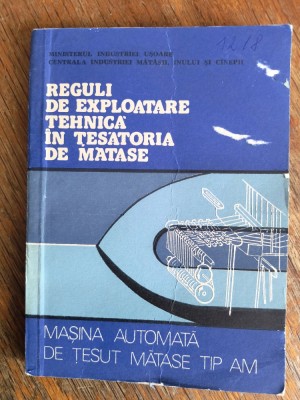 1218
MINISTERUL INDUSTRIEI UȘOARE
CENTRALA INDUSTRIEI MĂTĂSII, INULUI ȘI CÎNEPII
REGULI
DE EXPLOATARE
TEHNICĂ
ÎN ȚESĂTORIA
DE MĂTASE
MAȘINA AUTOMATĂ
DE ȚESUT MĂTASE TIP AM